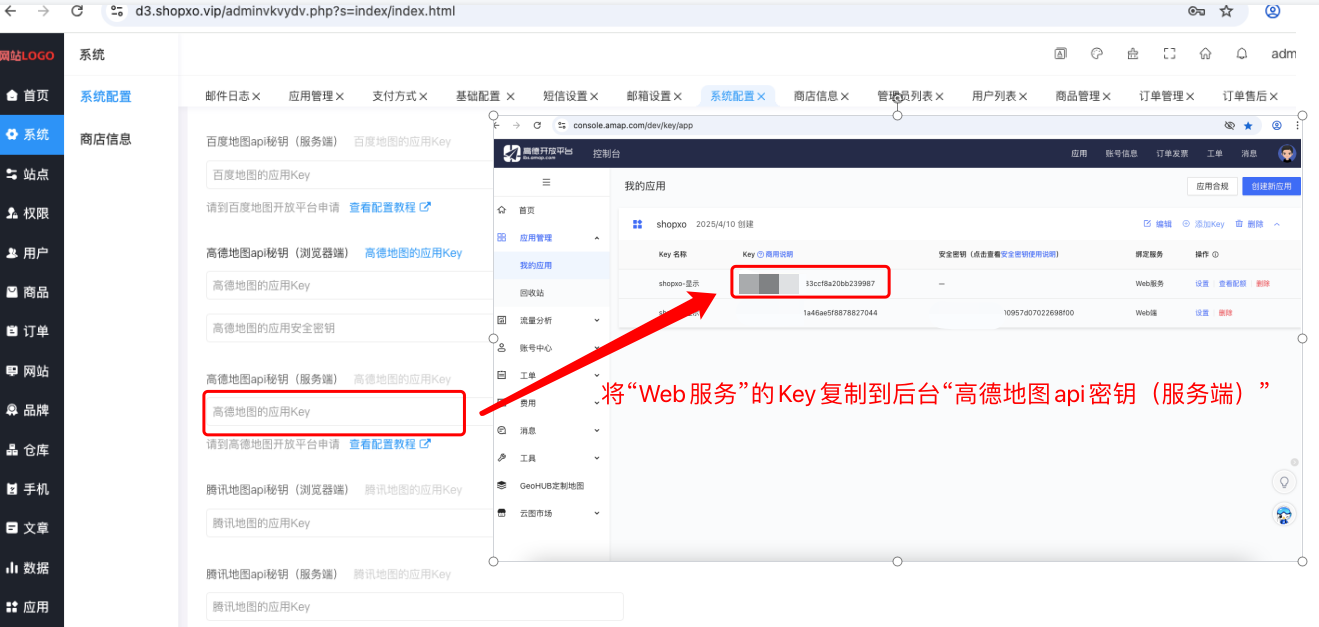 d3.shopxo.vip/adminvkvydv.php?s=index/index.html
网站LOGO
系统
adm
首页
系统
站点
权限
用户
商品
订单
网站
品牌
仓库
手机
文章
数据
应用
系统配置
商店信息
邮件日志 应用管理 支付方式 基础配置 短信设置 邮箱设置 系统配置 商店信息 管理员列表 用户列表 商品管理 订单管理 订单售后
百度地图api秘钥（服务端） 百度地图的应用Key
百度地图的应用Key
请到百度地图开放平台申请 查看配置教程
高德地图api秘钥（浏览器端） 高德地图的应用Key
高德地图的应用Key
高德地图的应用安全密钥
高德地图api秘钥（服务端） 高德地图的应用Key
高德地图的应用Key
请到高德地图开放平台申请 查看配置教程
腾讯地图api秘钥（浏览器端） 腾讯地图的应用Key
腾讯地图的应用Key
腾讯地图api秘钥（服务端） 腾讯地图的应用Key
腾讯地图的应用Key
console.amap.com/dev/key/app
高德开放平台
lbs.amap.com
控制台
应用 账号信息 订单发票 工单 消息
首页
应用管理
我的应用
回收站
流量分析
账号中心
工单
费用
消息
工具
GeoHUB定制地图
云图市场
我的应用
应用合规 创建新应用
shopxo 2025/4/10 创建
编辑 添加Key 删除
Key 名称 Key 商用说明 安全密钥（点击查看安全密钥使用说明） 绑定服务 操作
shopxo-显示 33ccf8a20bb239987 — Web服务 设置 查看配额 删除
1a46ae5f8878827044 10957d07022698f00 Web端 设置 删除
将“Web服务”的Key复制到后台“高德地图api密钥（服务端）”